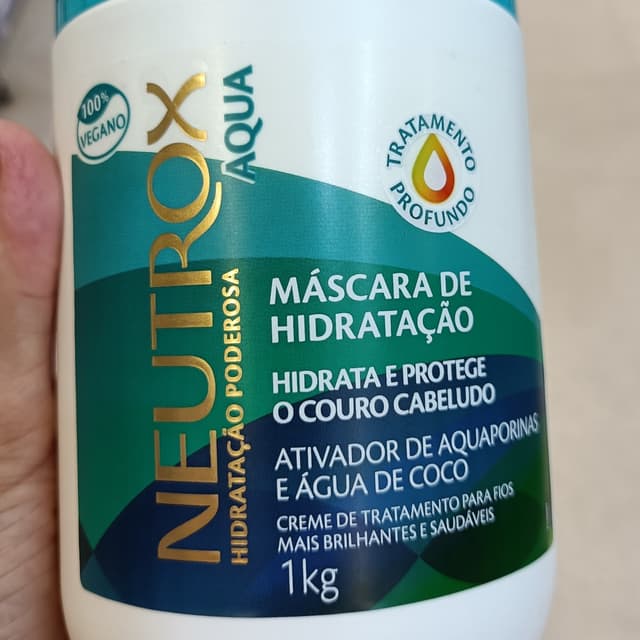 100%
VEGANO
NEUTROX
AQUA
HIDRATAÇÃO PODEROSA
TRATAMENTO
PROFUNDO
MÁSCARA DE
HIDRATAÇÃO
HIDRATA E PROTEGE
O COURO CABELUDO
ATIVADOR DE AQUAPORINAS
E ÁGUA DE COCO
CREME DE TRATAMENTO PARA FIOS
MAIS BRILHANTES E SAUDÁVEIS
1kg